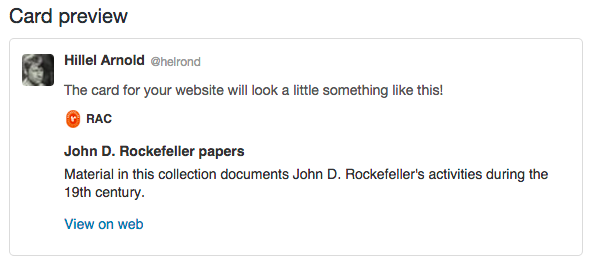 Card preview
Hillel Arnold @helrond
The card for your website will look a little something like this!
RAC
John D. Rockefeller papers
Material in this collection documents John D. Rockefeller's activities during the
19th century.
View on web